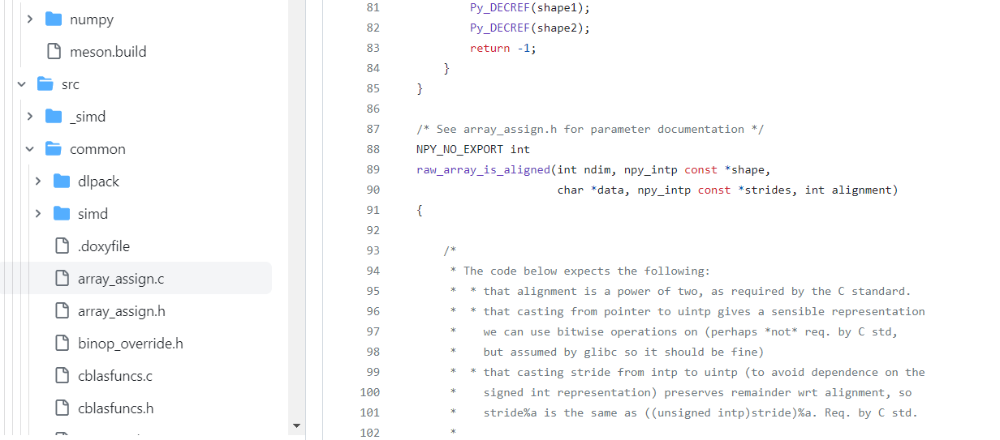 numpy
meson.build
src
_simd
common
dlpack
simd
.doxyfile
array_assign.c
array_assign.h
binop_override.h
cblasfuncs.c
cblasfuncs.h
81 Py_DECREF(shape1);
82 Py_DECREF(shape2);
83 return -1;
84 }
85 }
86
87 /* See array_assign.h for parameter documentation */
88 NPY_NO_EXPORT int
89 raw_array_is_aligned(int ndim, npy_intp const *shape,
90 char *data, npy_intp const *strides, int alignment)
91 {
92
93 /*
94 * The code below expects the following:
95 * * that alignment is a power of two, as required by the C standard.
96 * * that casting from pointer to uintp gives a sensible representation
97 * we can use bitwise operations on (perhaps *not* req. by C std,
98 * but assumed by glibc so it should be fine)
99 * * that casting stride from intp to uintp (to avoid dependence on the
100 * signed int representation) preserves remainder wrt alignment, so
101 * stride%a is the same as ((unsigned intp)stride)%a. Req. by C std.
102 *